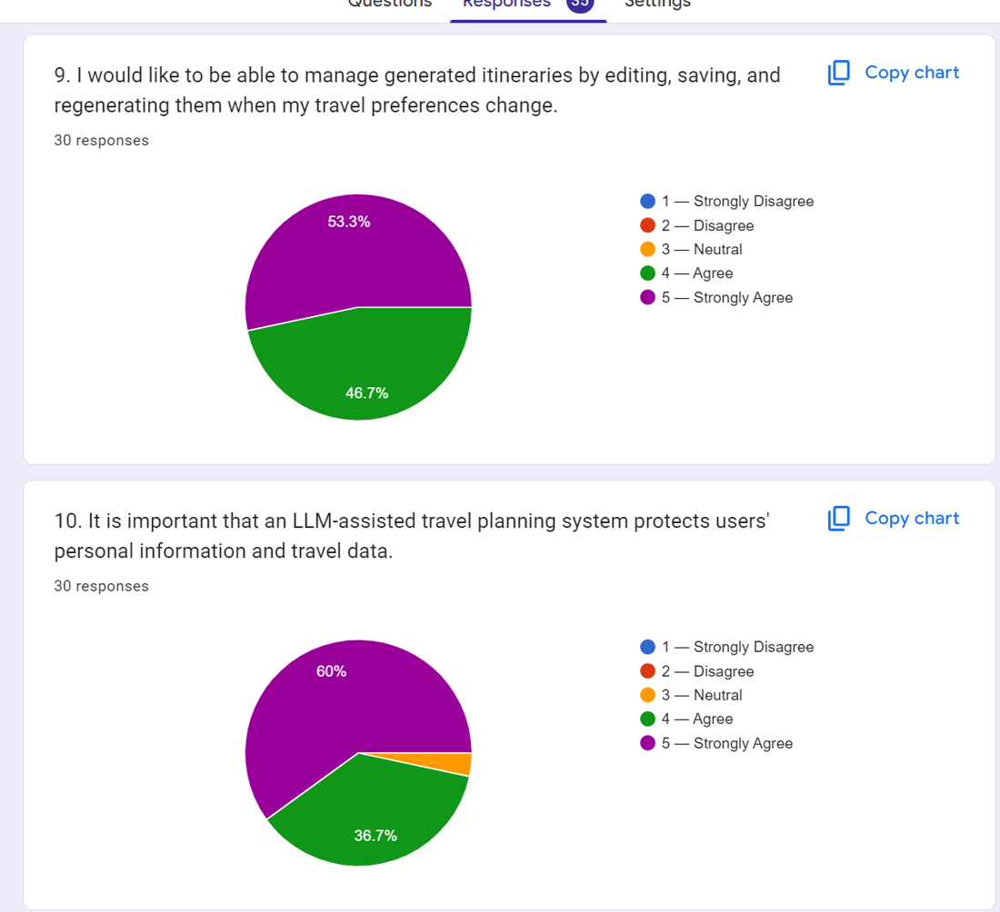 Questions Responses 35 Settings
9. I would like to be able to manage generated itineraries by editing, saving, and
regenerating them when my travel preferences change.
Copy chart
30 responses
53.3%
46.7%
1 — Strongly Disagree
2 — Disagree
3 — Neutral
4 — Agree
5 — Strongly Agree
10. It is important that an LLM-assisted travel planning system protects users'
personal information and travel data.
Copy chart
30 responses
60%
36.7%
1 — Strongly Disagree
2 — Disagree
3 — Neutral
4 — Agree
5 — Strongly Agree